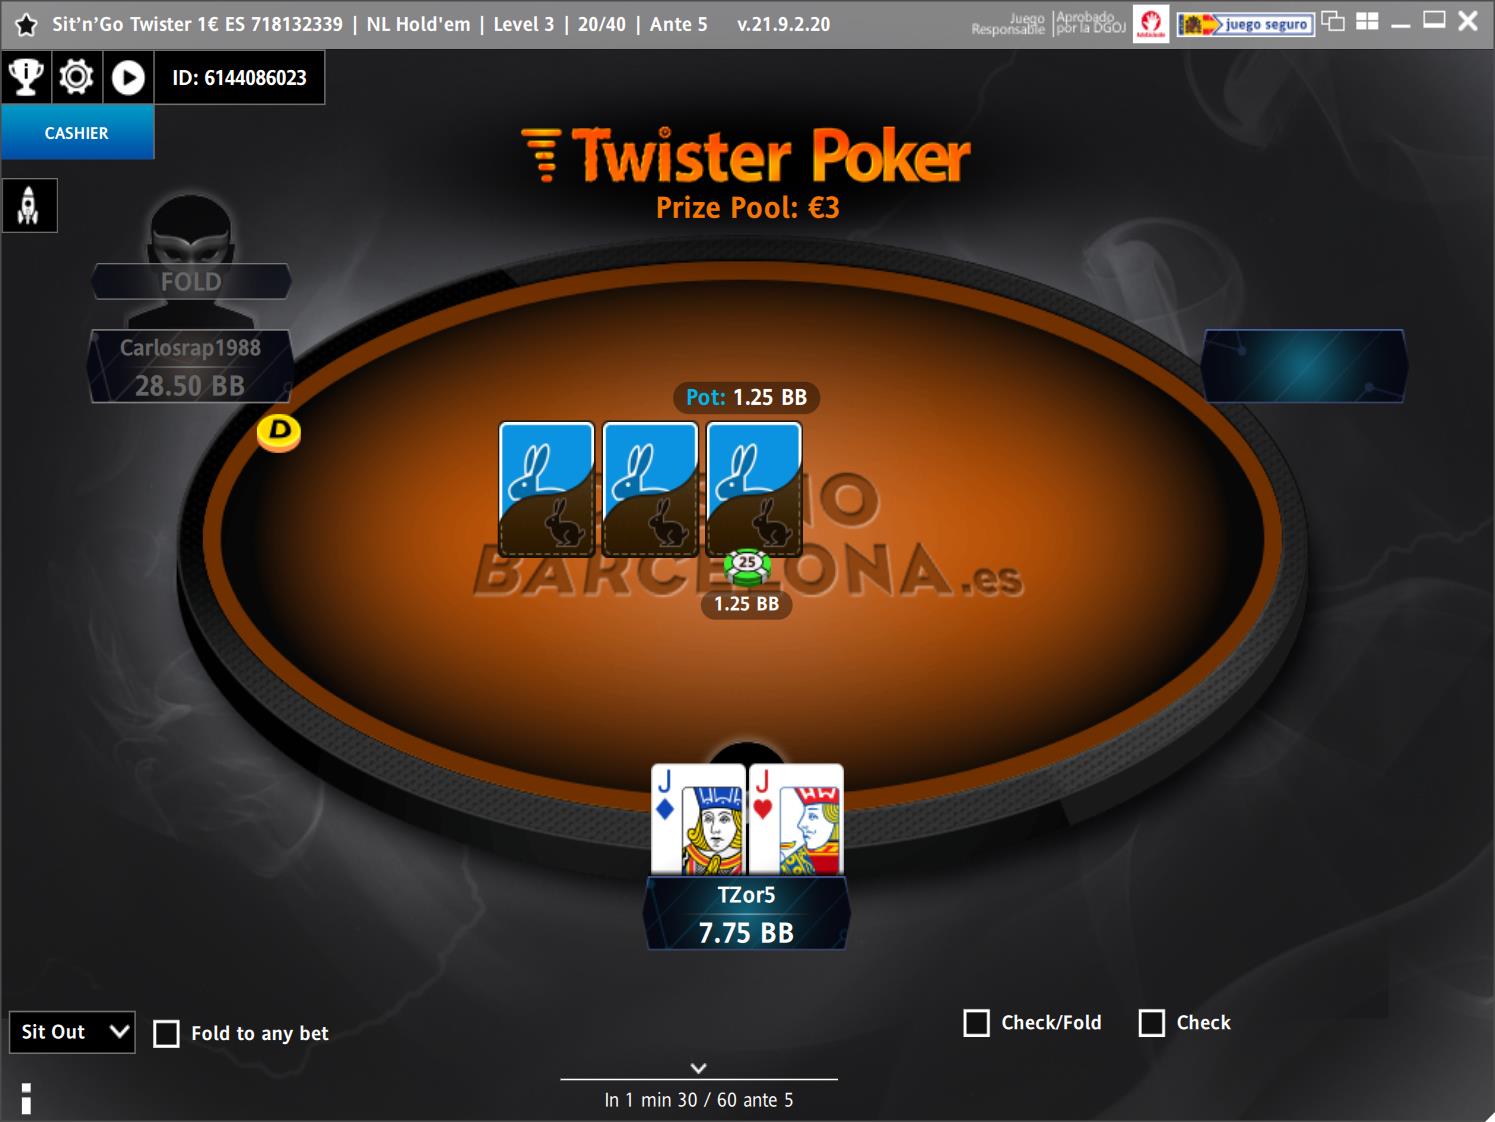 Sit'n'Go Twister 1€ ES 718132339 | NL Hold'em | Level 3 | 20/40 | Ante 5 v.21.9.2.20
Juego Responsable
Aprobado por la DGOJ
juego seguro
ID: 6144086023
CASHIER
Twister Poker
Prize Pool: €3
FOLD
Carlosrap1988
28.50 BB
D
Pot: 1.25 BB
NO
BARCELONA.es
25
1.25 BB
J
J
TZor5
7.75 BB
Sit Out
Fold to any bet
Check/Fold
Check
In 1 min 30 / 60 ante 5